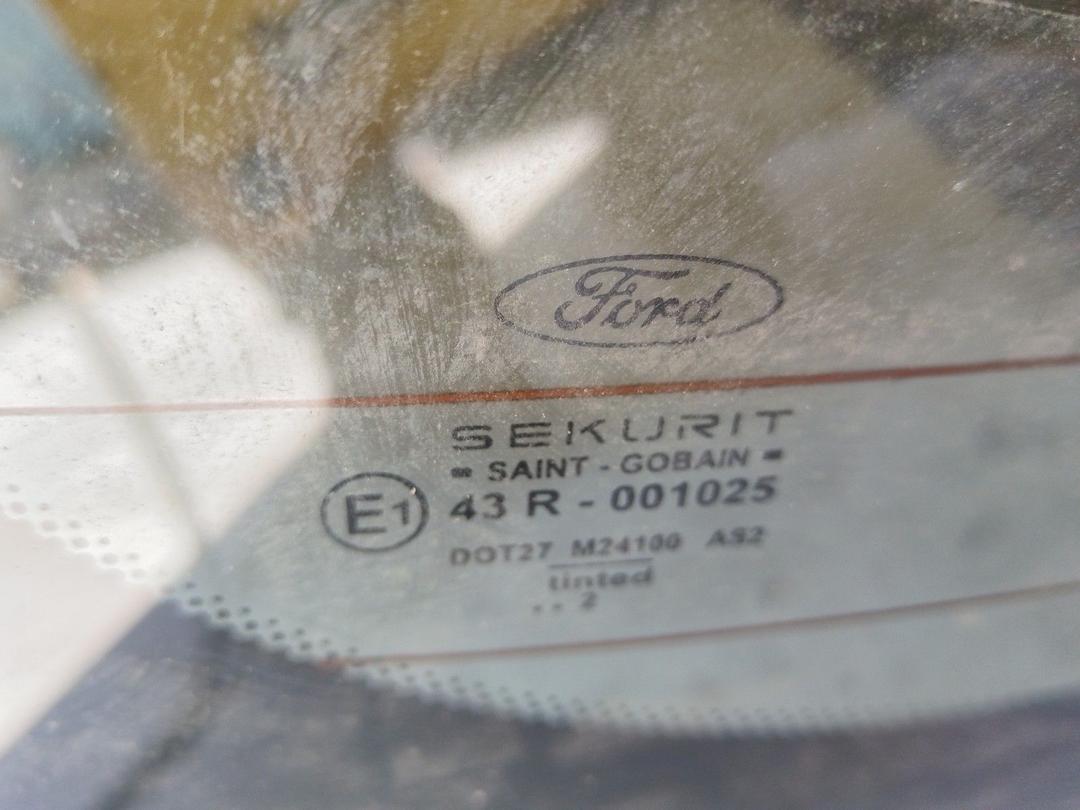 Ford
SEKURIT
SAINT - GOBAIN
E1
43 R - 001025
DOT27 M24100 AS2
tinted
. . 2